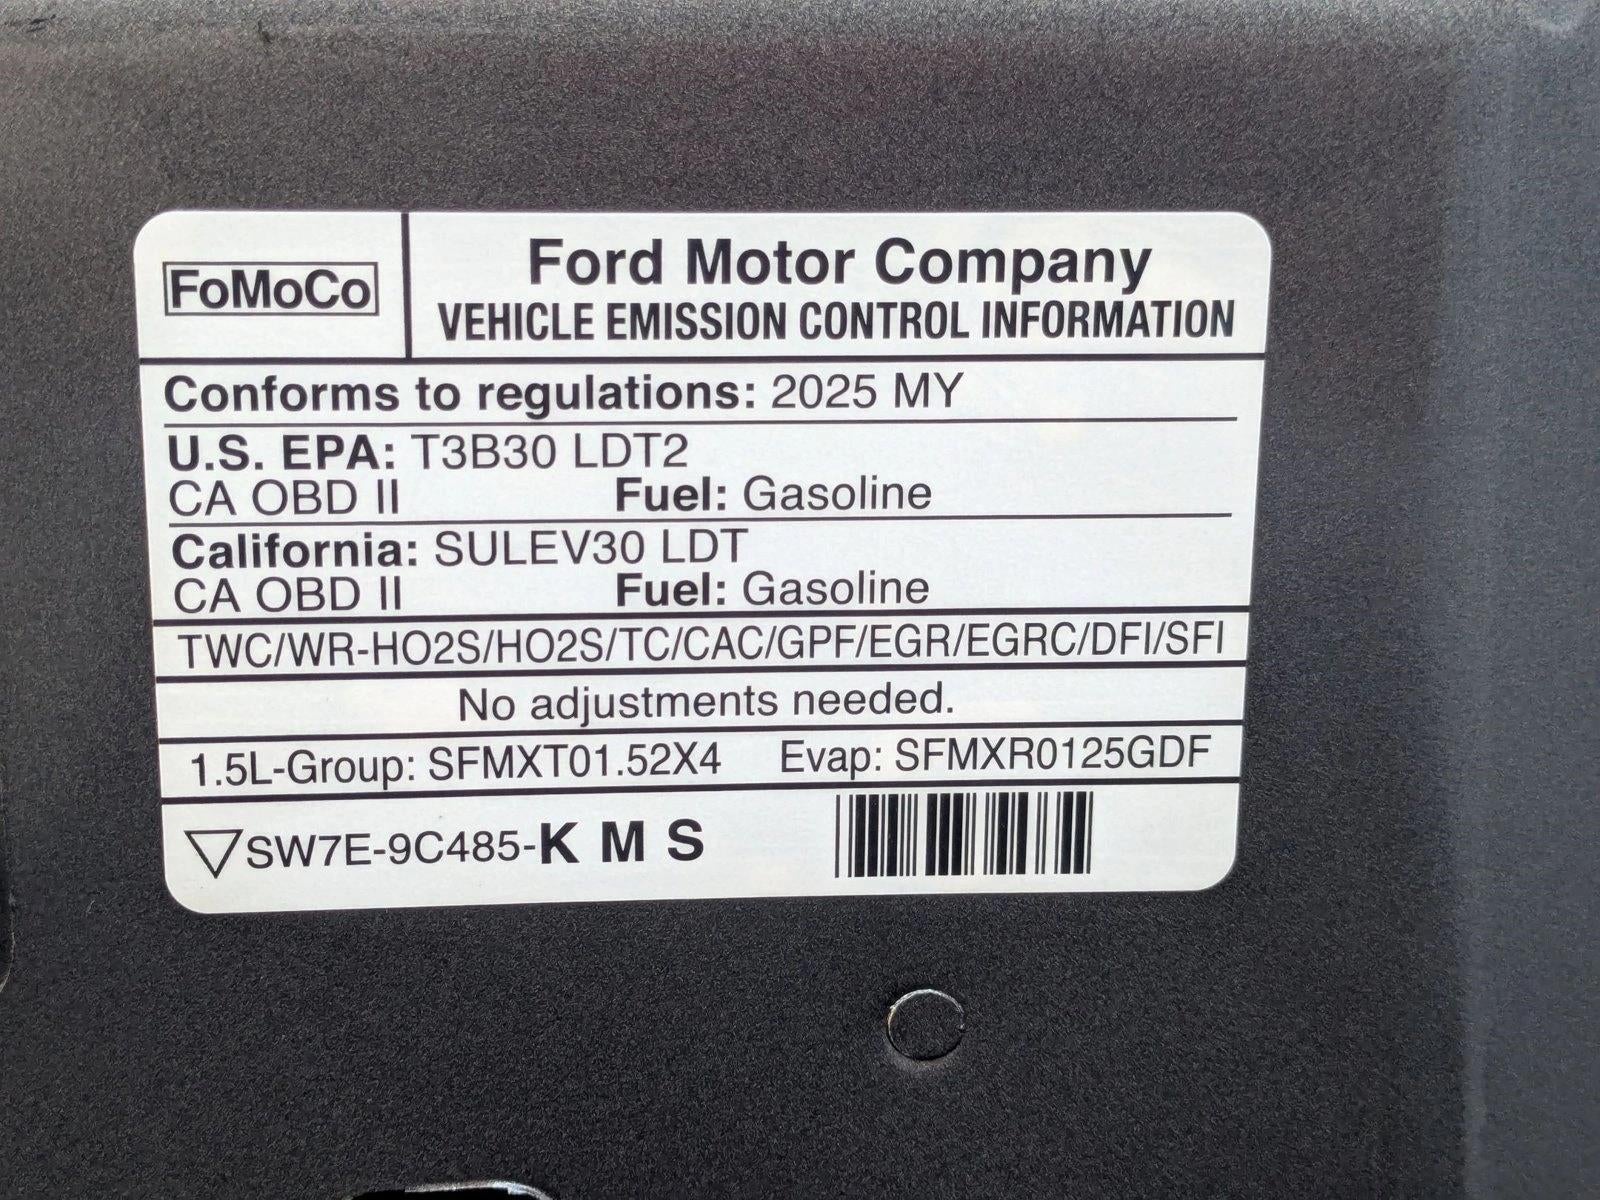 FoMoCo
Ford Motor Company
VEHICLE EMISSION CONTROL INFORMATION
Conforms to regulations: 2025 MY
U.S. EPA: T3B30 LDT2
CA OBD II Fuel: Gasoline
California: SULEV30 LDT
CA OBD II Fuel: Gasoline
TWC/WR-HO2S/HO2S/TC/CAC/GPF/EGR/EGRC/DFI/SFI
No adjustments needed.
1.5L-Group: SFMXT01.52X4 Evap: SFMXR0125GDF
SW7E-9C485-K M S